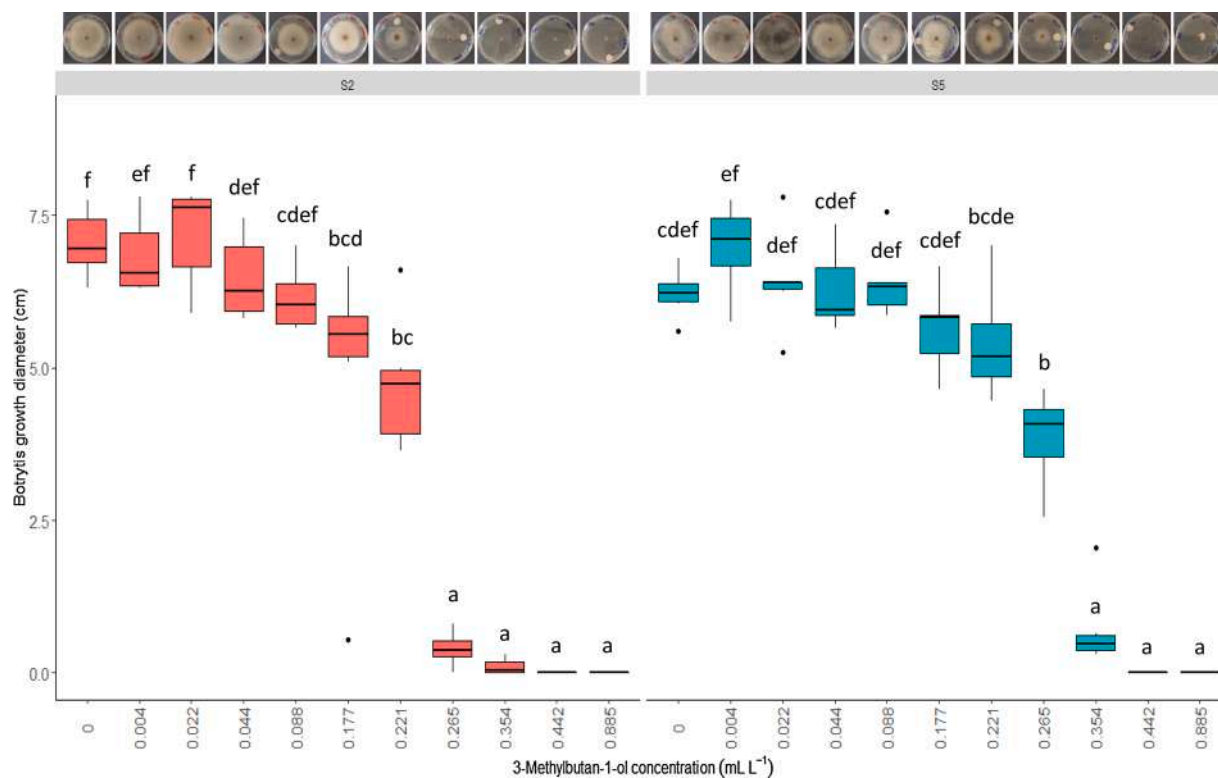 S2 S5
f ef f def cdef bcd bc a a a a
cdef ef def cdef def cdef bcde b a a a
Botrytis growth diameter (cm)
7.5
5.0
2.5
0.0
0 0.004 0.022 0.044 0.088 0.177 0.221 0.265 0.354 0.442 0.885
0 0.004 0.022 0.044 0.088 0.177 0.221 0.265 0.354 0.442 0.885
3-Methylbutan-1-ol concentration (mL L⁻¹)